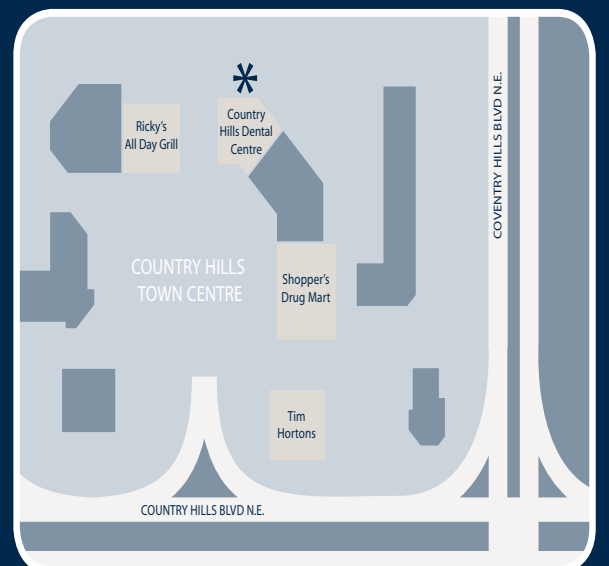 *
Country
Hills Dental
Centre
Ricky's
All Day Grill
COVENTRY HILLS BLVD N.E.
COUNTRY HILLS
TOWN CENTRE
Shopper's
Drug Mart
Tim
Hortons
COUNTRY HILLS BLVD N.E.